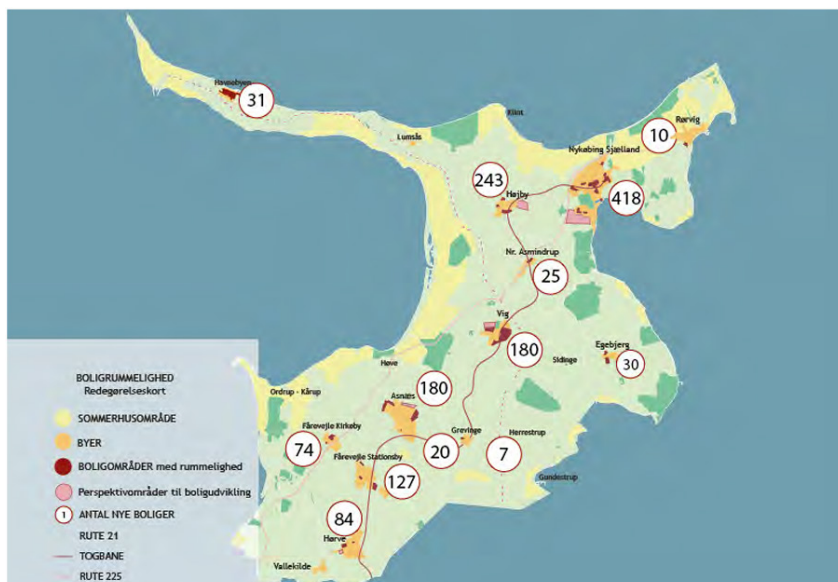 Havnebyen
31
Klint
Rørvig
10
Lumsås
Nykøbing Sjælland
243
Højby
418
Nr. Asmindrup
25
Vig
180
Sidinge
Egebjerg
30
Høve
Ordrup - Kårup
Asnæs
180
Fårevejle Kirkeby
74
Grevinge
20
Herrestrup
7
Fårevejle Stationsby
127
Gundestrup
84
Hørve
Vallekilde
BOLIGRUMMELIGHED
Redegørelseskort
SOMMERHUSOMRÅDE
BYER
BOLIGOMRÅDER med rummelighed
Perspektivområder til boligudvikling
1 ANTAL NYE BOLIGER
RUTE 21
TOGBANE
RUTE 225